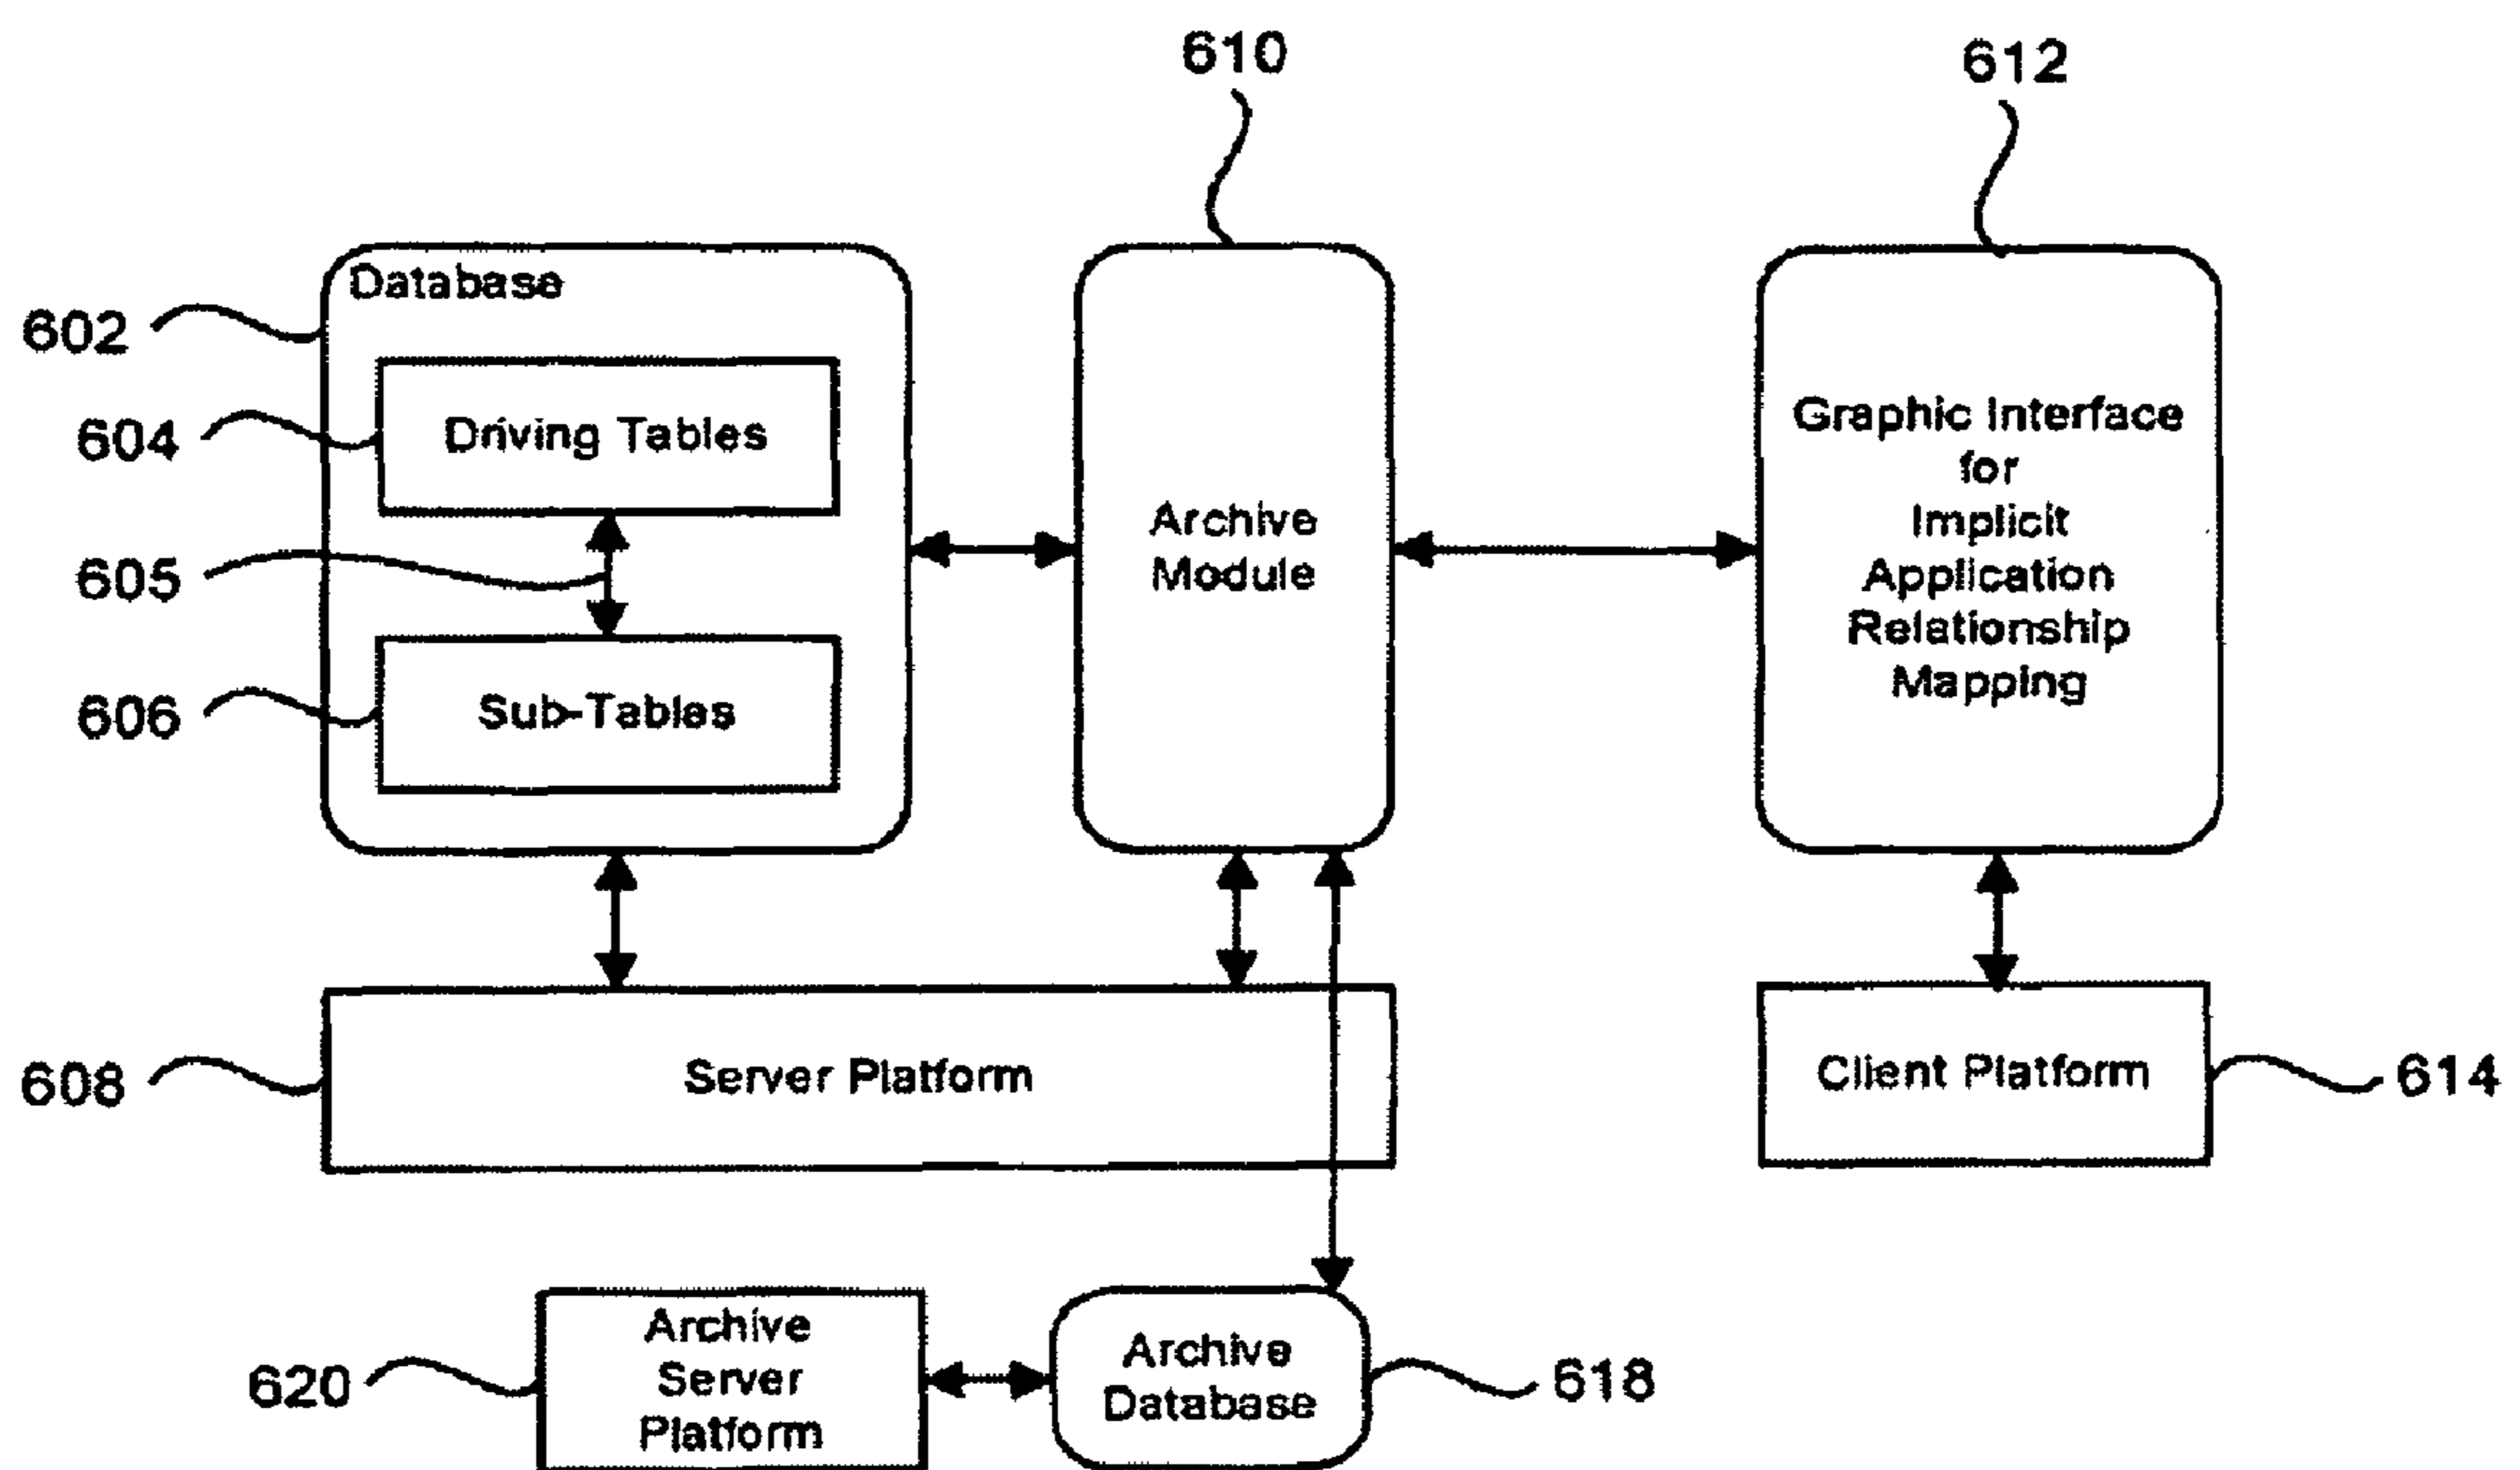 610
612
Database
602
604
Driving Tables
605
606
Sub-Tables
Archive
Module
Graphic Interface
for
Implicit
Application
Relationship
Mapping
608
Server Platform
Client Platform
614
620
Archive
Server
Platform
Archive
Database
618